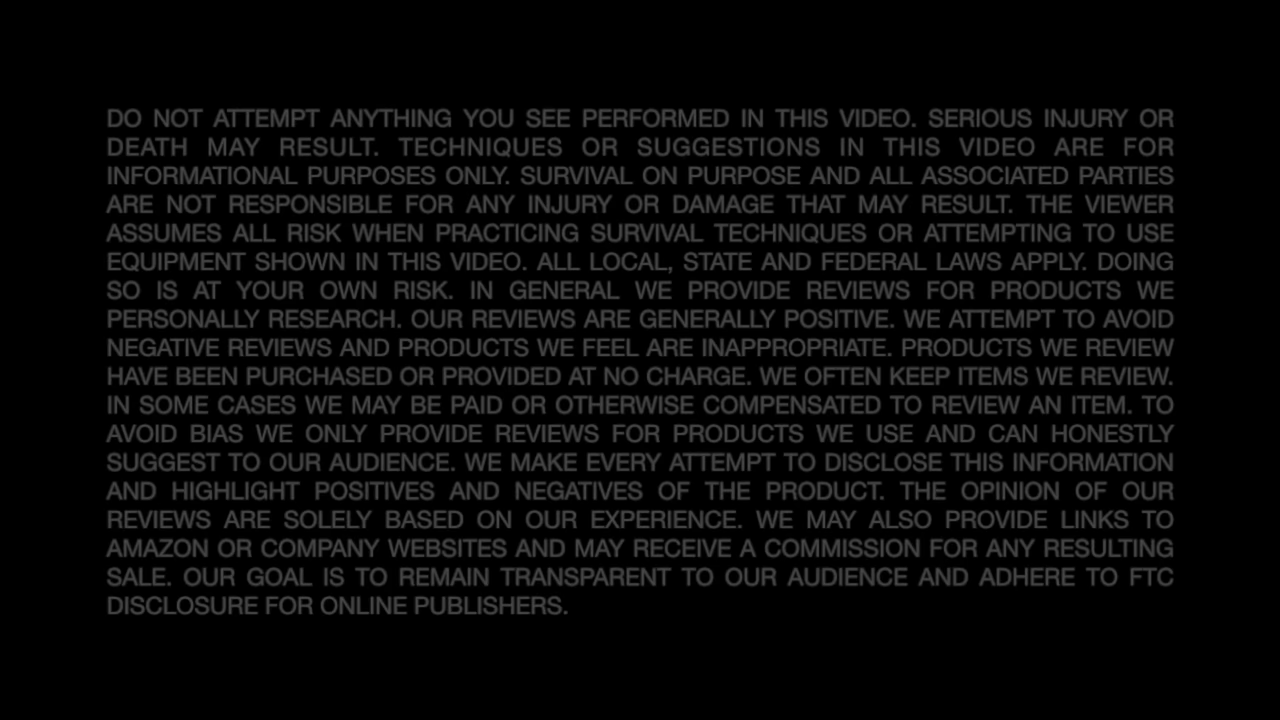 DO NOT ATTEMPT ANYTHING YOU SEE PERFORMED IN THIS VIDEO. SERIOUS INJURY OR
DEATH MAY RESULT. TECHNIQUES OR SUGGESTIONS IN THIS VIDEO ARE FOR
INFORMATIONAL PURPOSES ONLY. SURVIVAL ON PURPOSE AND ALL ASSOCIATED PARTIES
ARE NOT RESPONSIBLE FOR ANY INJURY OR DAMAGE THAT MAY RESULT. THE VIEWER
ASSUMES ALL RISK WHEN PRACTICING SURVIVAL TECHNIQUES OR ATTEMPTING TO USE
EQUIPMENT SHOWN IN THIS VIDEO. ALL LOCAL, STATE AND FEDERAL LAWS APPLY. DOING
SO IS AT YOUR OWN RISK. IN GENERAL WE PROVIDE REVIEWS FOR PRODUCTS WE
PERSONALLY RESEARCH. OUR REVIEWS ARE GENERALLY POSITIVE. WE ATTEMPT TO AVOID
NEGATIVE REVIEWS AND PRODUCTS WE FEEL ARE INAPPROPRIATE. PRODUCTS WE REVIEW
HAVE BEEN PURCHASED OR PROVIDED AT NO CHARGE. WE OFTEN KEEP ITEMS WE REVIEW.
IN SOME CASES WE MAY BE PAID OR OTHERWISE COMPENSATED TO REVIEW AN ITEM. TO
AVOID BIAS WE ONLY PROVIDE REVIEWS FOR PRODUCTS WE USE AND CAN HONESTLY
SUGGEST TO OUR AUDIENCE. WE MAKE EVERY ATTEMPT TO DISCLOSE THIS INFORMATION
AND HIGHLIGHT POSITIVES AND NEGATIVES OF THE PRODUCT. THE OPINION OF OUR
REVIEWS ARE SOLELY BASED ON OUR EXPERIENCE. WE MAY ALSO PROVIDE LINKS TO
AMAZON OR COMPANY WEBSITES AND MAY RECEIVE A COMMISSION FOR ANY RESULTING
SALE. OUR GOAL IS TO REMAIN TRANSPARENT TO OUR AUDIENCE AND ADHERE TO FTC
DISCLOSURE FOR ONLINE PUBLISHERS.